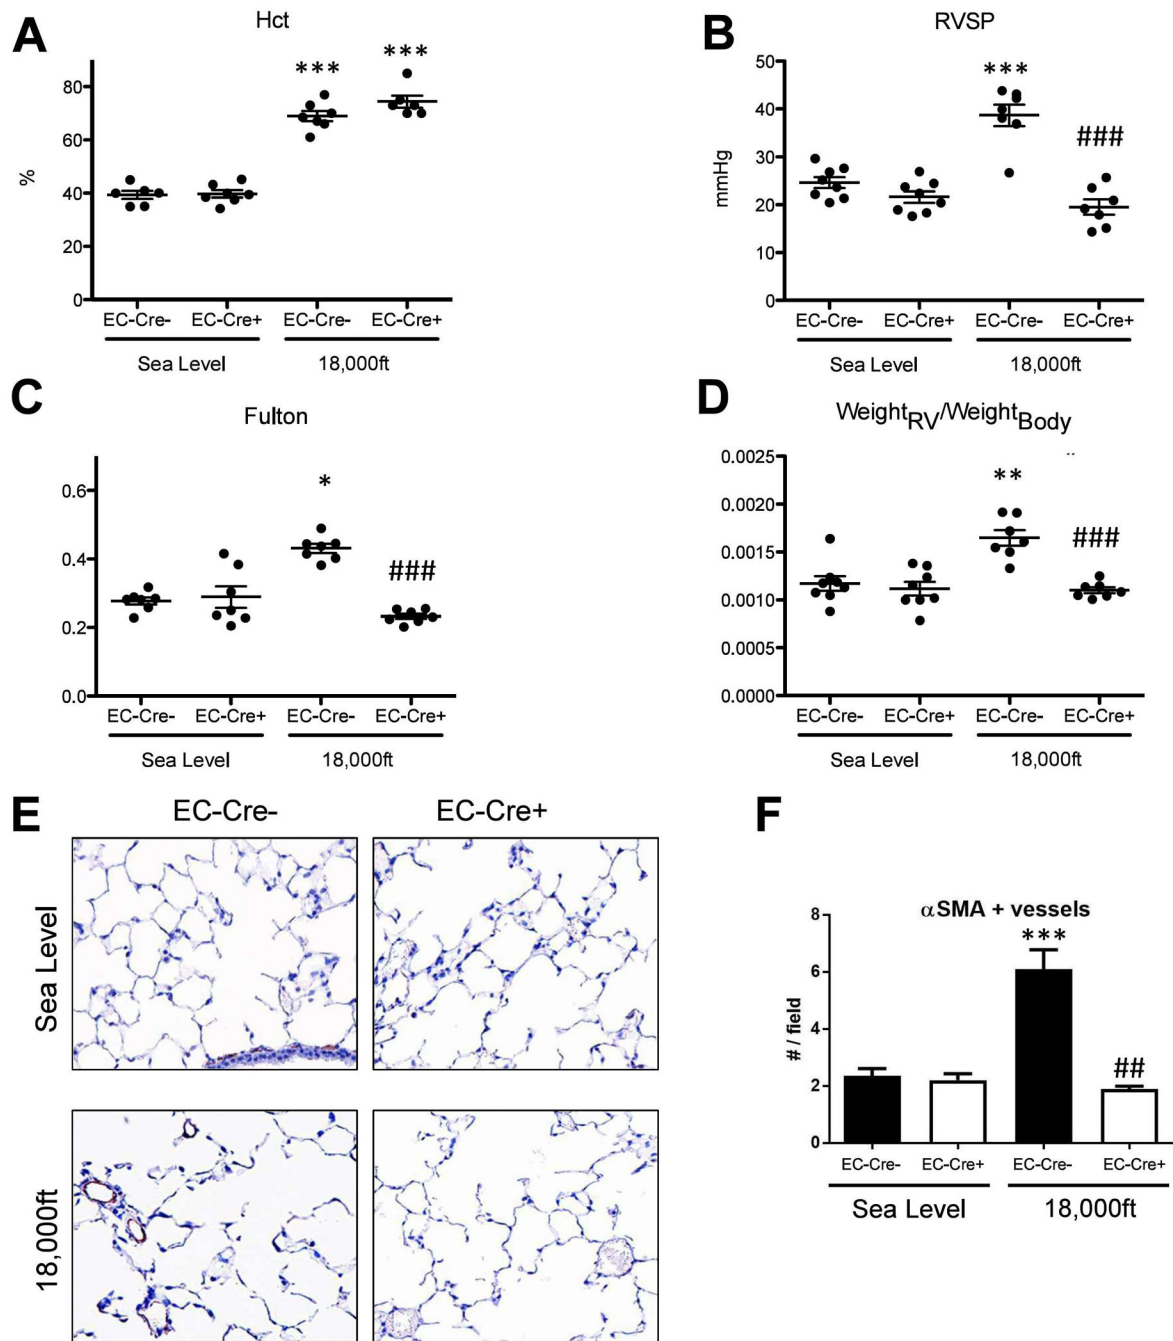 A
Hct
***
***
80
60
40
20
0
%
EC-Cre- EC-Cre+ EC-Cre- EC-Cre+
Sea Level 18,000ft
B
RVSP
***
###
50
40
30
20
10
0
mmHg
EC-Cre- EC-Cre+ EC-Cre- EC-Cre+
Sea Level 18,000ft
C
Fulton
*
###
0.6
0.4
0.2
0.0
EC-Cre- EC-Cre+ EC-Cre- EC-Cre+
Sea Level 18,000ft
D
WeightRV/WeightBody
**
###
0.0025
0.0020
0.0015
0.0010
0.0005
0.0000
EC-Cre- EC-Cre+ EC-Cre- EC-Cre+
Sea Level 18,000ft
E
EC-Cre- EC-Cre+
Sea Level
18,000ft
F
αSMA + vessels
***
##
8
6
4
2
0
# / field
EC-Cre- EC-Cre+ EC-Cre- EC-Cre+
Sea Level 18,000ft